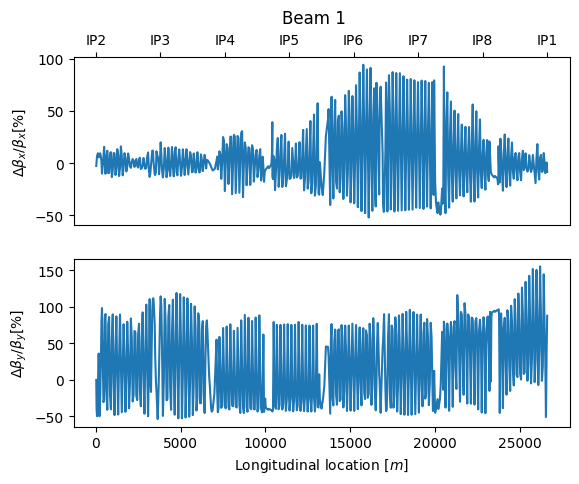 Beam 1
IP2 IP3 IP4 IP5 IP6 IP7 IP8 IP1
100
50
0
−50
Δβx/βx[%]
150
100
50
0
−50
Δβy/βy[%]
0 5000 10000 15000 20000 25000
Longitudinal location [m]